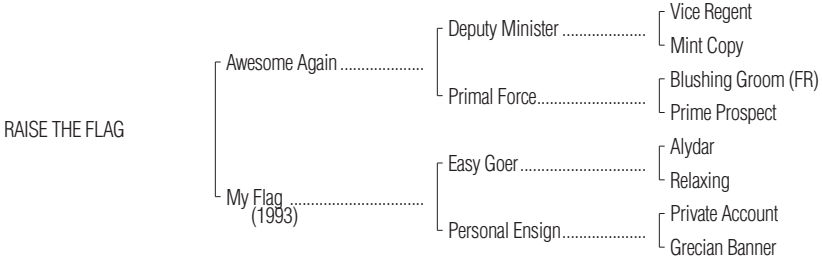 Vice Regent
Deputy Minister ....................
Mint Copy
Awesome Again ....................
Blushing Groom (FR)
Primal Force..........................
Prime Prospect
RAISE THE FLAG
Alydar
Easy Goer..............................
Relaxing
My Flag ................................
(1993)
Private Account
Personal Ensign....................
Grecian Banner